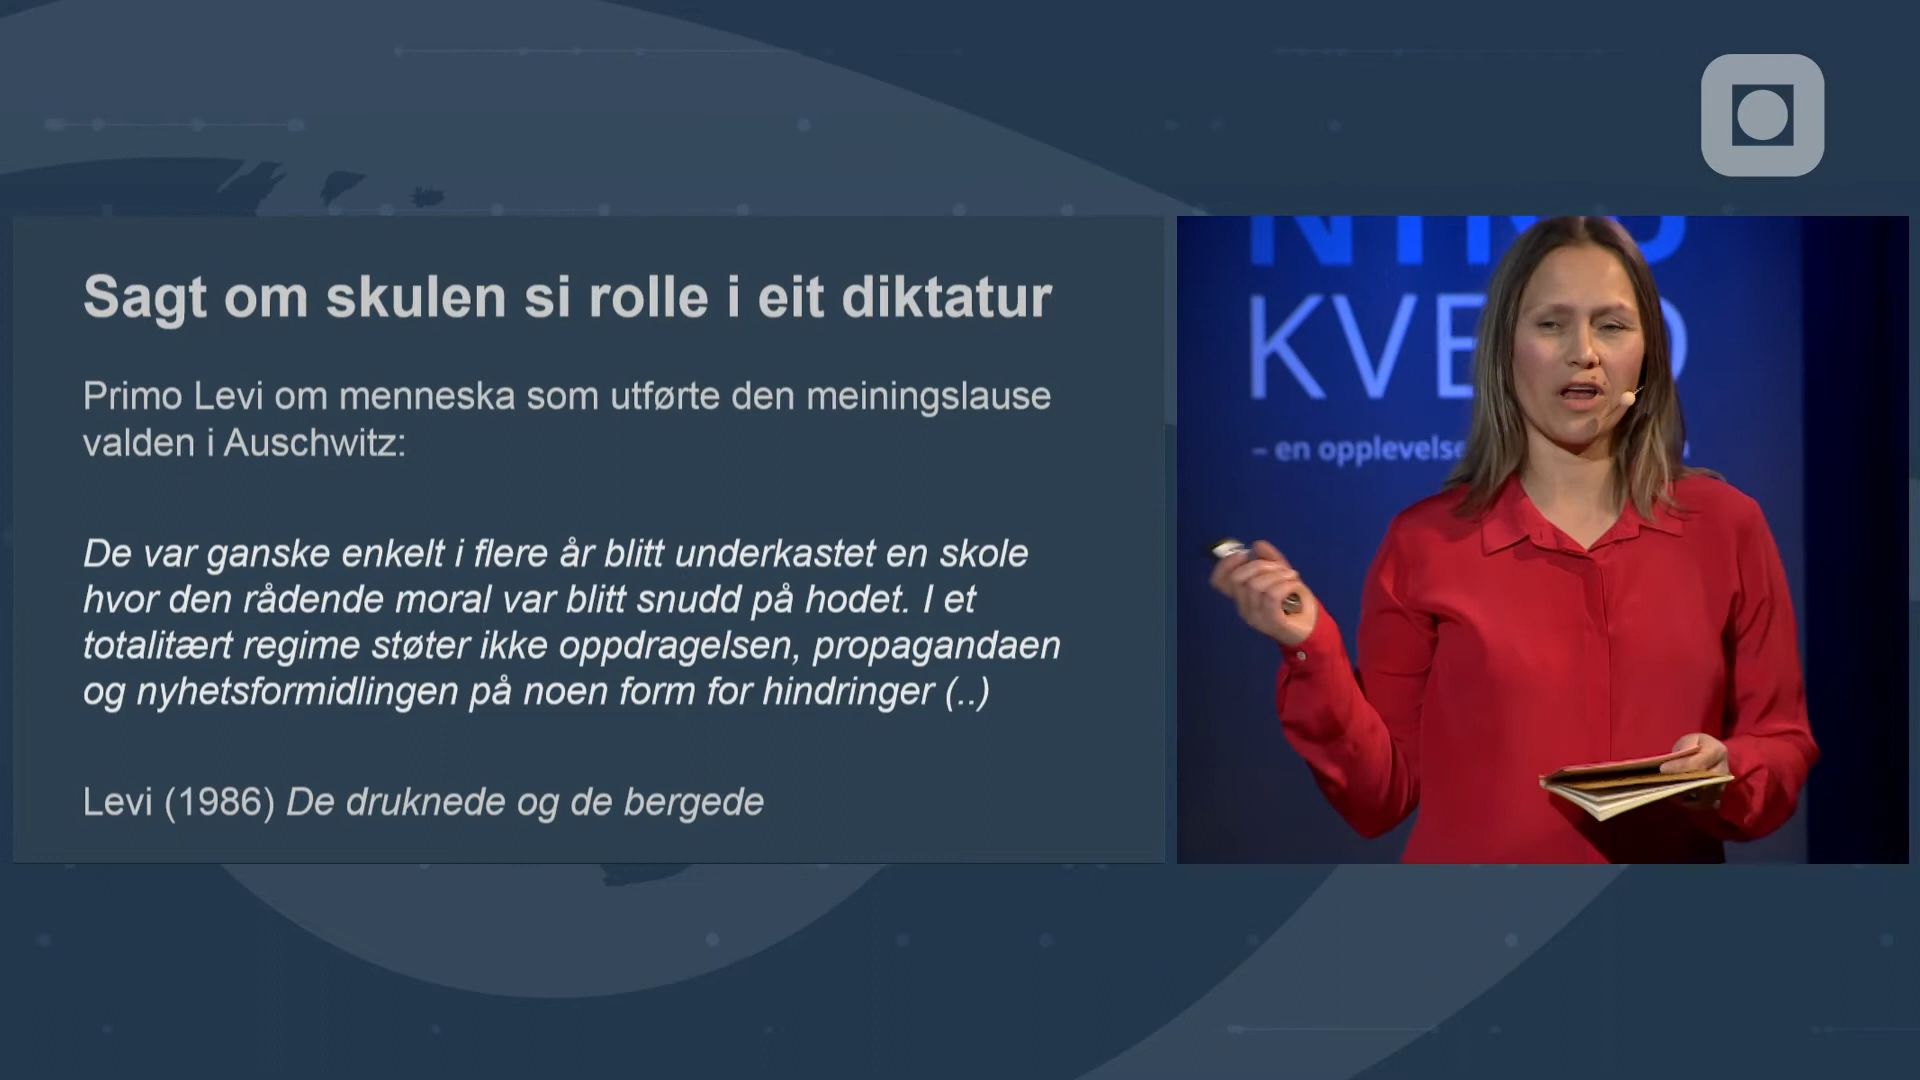 Sagt om skulen si rolle i eit diktatur
Primo Levi om menneska som utførte den meiningslause
valden i Auschwitz:
De var ganske enkelt i flere år blitt underkastet en skole
hvor den rådende moral var blitt snudd på hodet. I et
totalitært regime støter ikke oppdragelsen, propagandaen
og nyhetsformidlingen på noen form for hindringer (..)
Levi (1986) De druknede og de bergede
– en